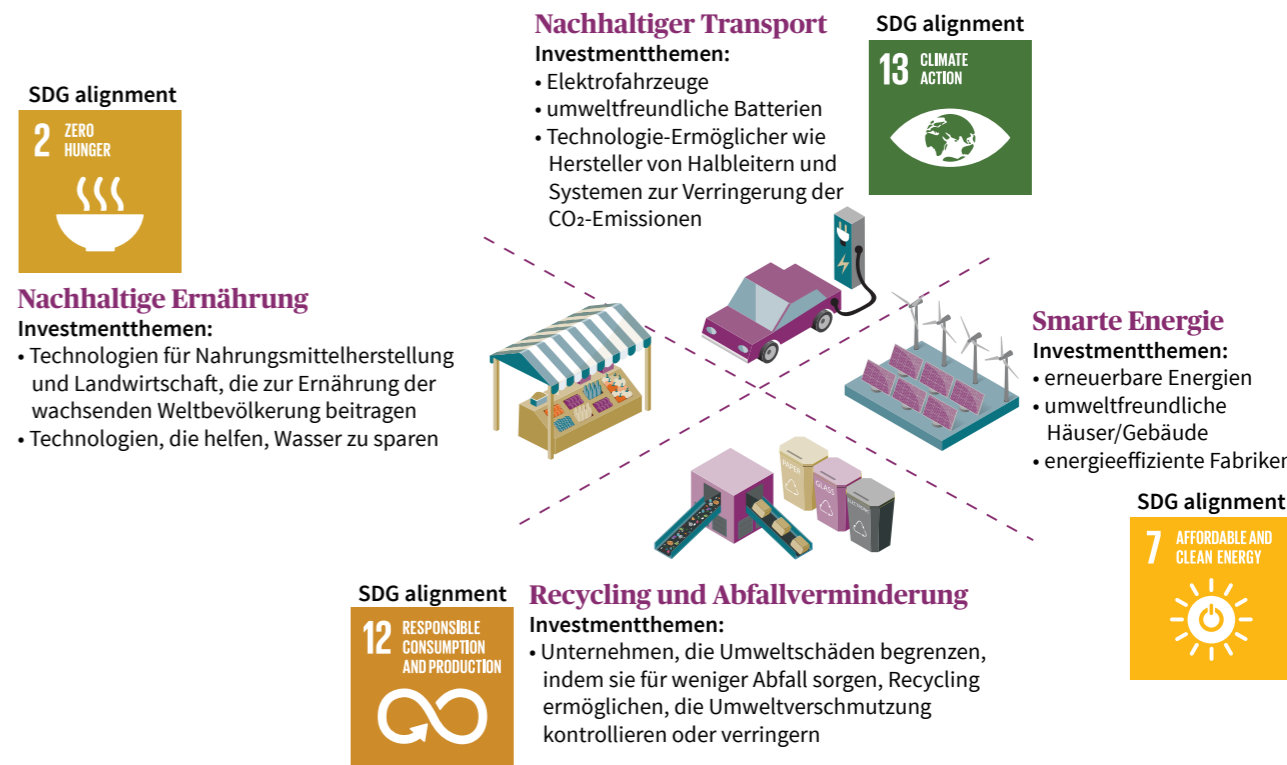 Nachhaltiger Transport
Investmentthemen:
• Elektrofahrzeuge
• umweltfreundliche Batterien
• Technologie-Ermöglicher wie
Hersteller von Halbleitern und
Systemen zur Verringerung der
CO₂-Emissionen
SDG alignment
13 CLIMATE
ACTION
SDG alignment
2 ZERO
HUNGER
Nachhaltige Ernährung
Investmentthemen:
• Technologien für Nahrungsmittelherstellung
und Landwirtschaft, die zur Ernährung der
wachsenden Weltbevölkerung beitragen
• Technologien, die helfen, Wasser zu sparen
Smarte Energie
Investmentthemen:
• erneuerbare Energien
• umweltfreundliche
Häuser/Gebäude
• energieeffiziente Fabriken
SDG alignment
7 AFFORDABLE AND
CLEAN ENERGY
PAPER
GLASS
SDG alignment
12 RESPONSIBLE
CONSUMPTION
AND PRODUCTION
Recycling und Abfallverminderung
Investmentthemen:
• Unternehmen, die Umweltschäden begrenzen,
indem sie für weniger Abfall sorgen, Recycling
ermöglichen, die Umweltverschmutzung
kontrollieren oder verringern